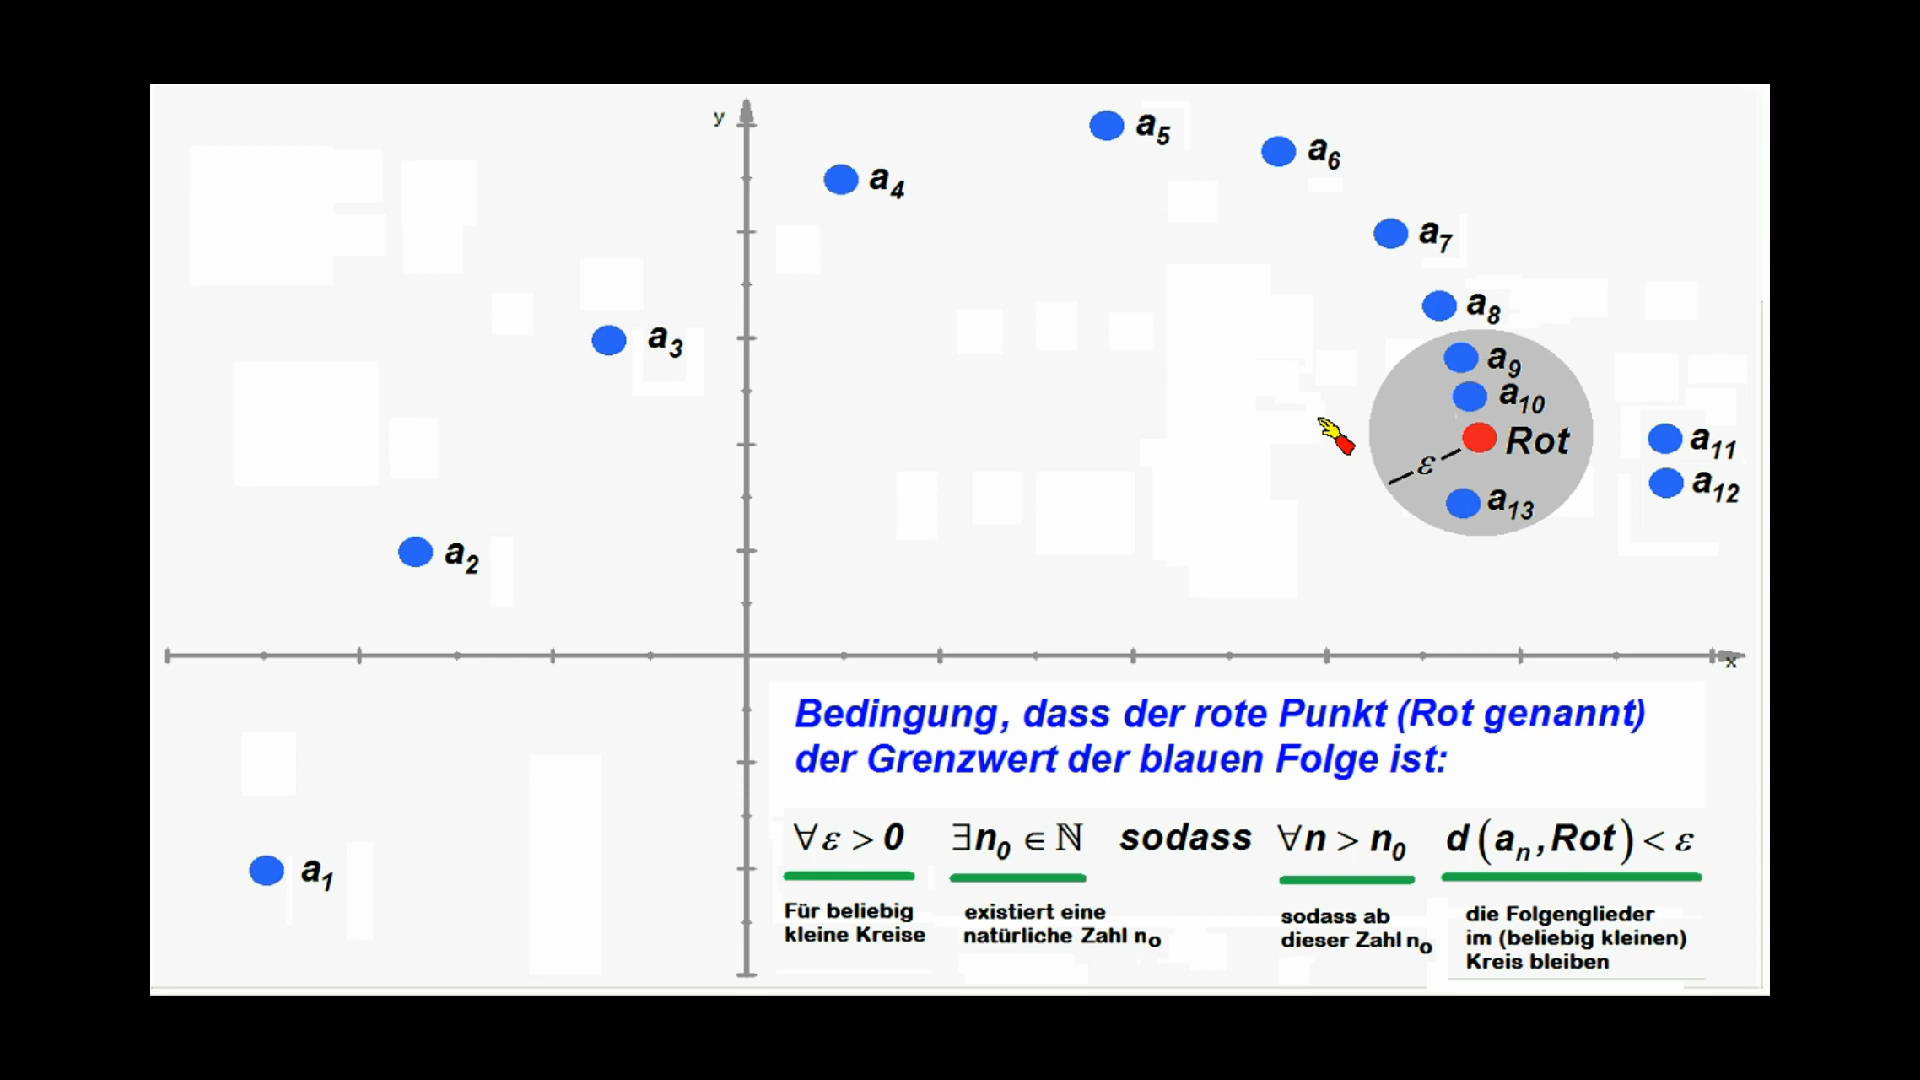 y
a5
a6
a4
a7
a8
a3
a9
a10
Rot
a11
ε
a12
a13
a2
x
Bedingung, dass der rote Punkt (Rot genannt)
der Grenzwert der blauen Folge ist:
∀ε > 0 ∃n0 ∈ ℕ sodass ∀n > n0 d(an,Rot) < ε
a1
Für beliebig
kleine Kreise
existiert eine
natürliche Zahl no
sodass ab
dieser Zahl no
die Folgenglieder
im (beliebig kleinen)
Kreis bleiben